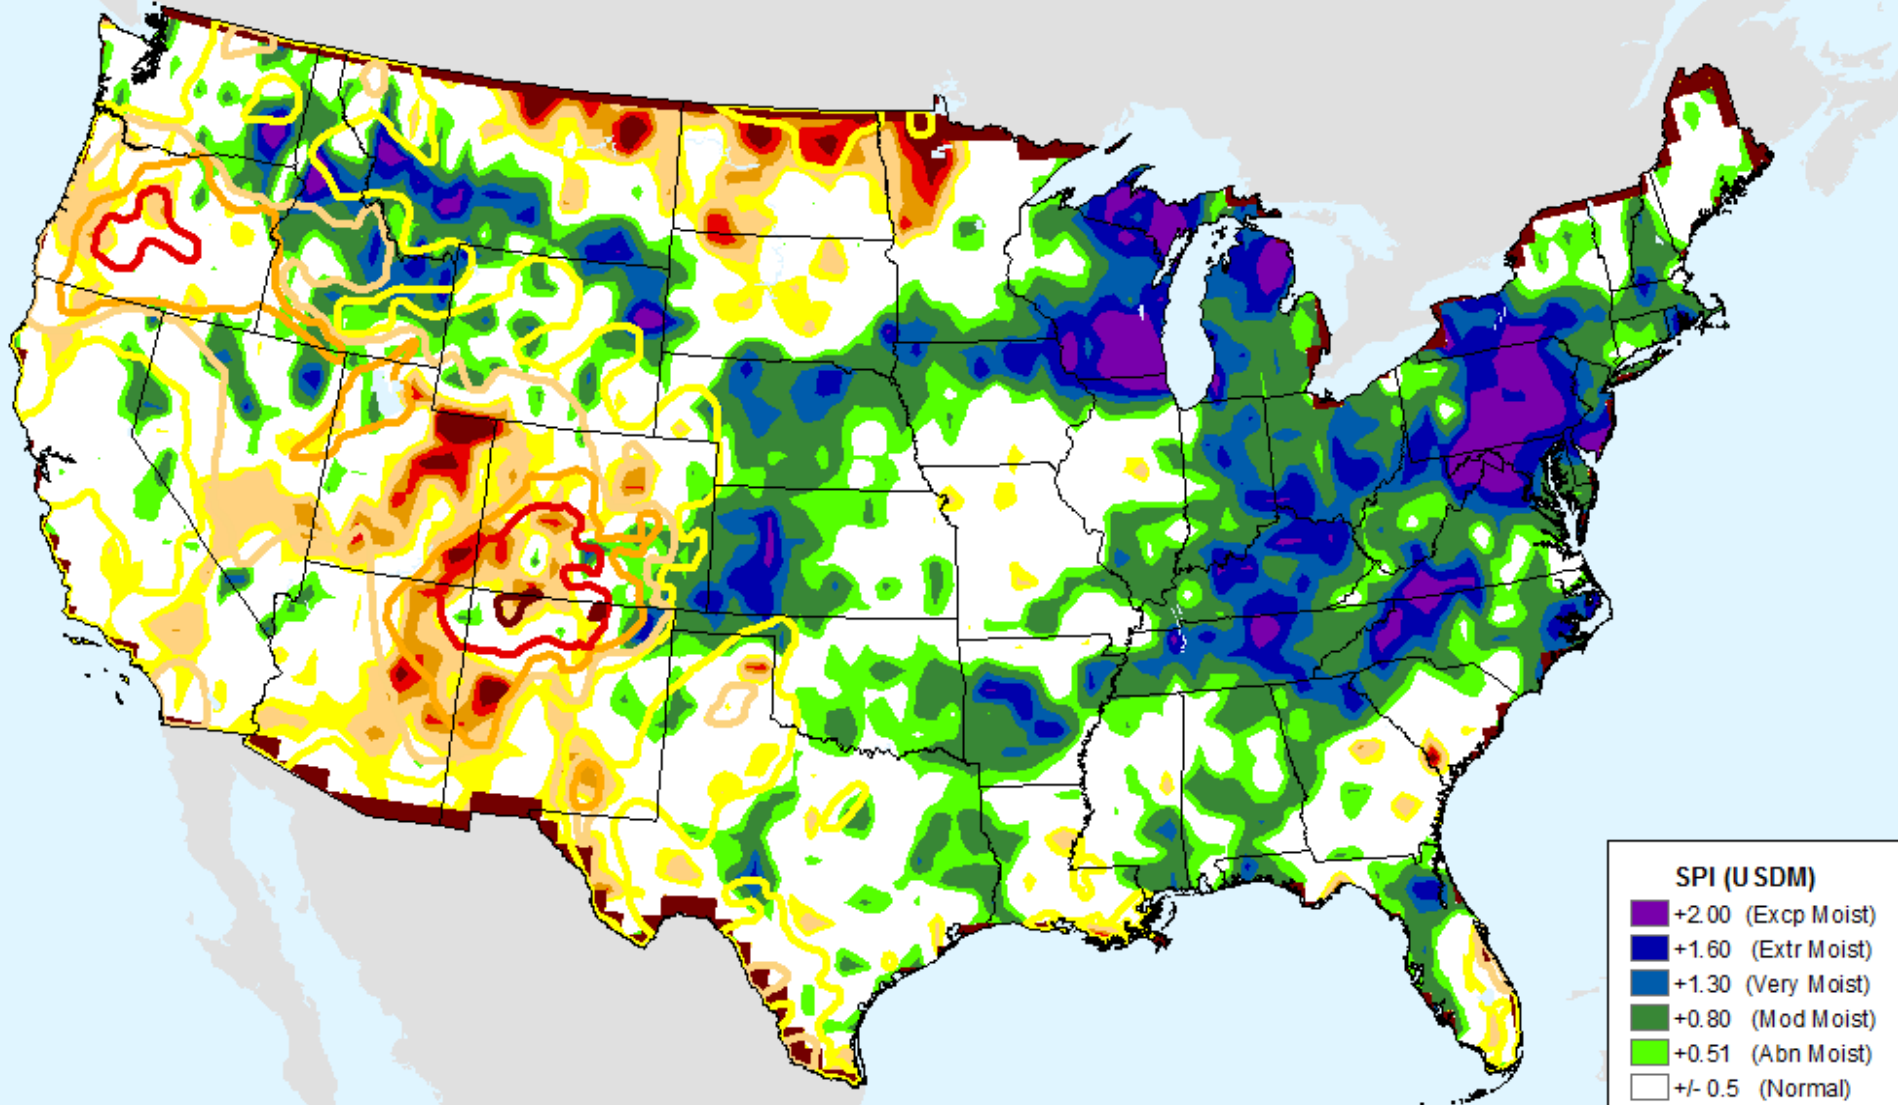 SPI (USDM)
+2.00 (Excp Moist)
+1.60 (Extr Moist)
+1.30 (Very Moist)
+0.80 (Mod Moist)
+0.51 (Abn Moist)
+/- 0.5 (Normal)